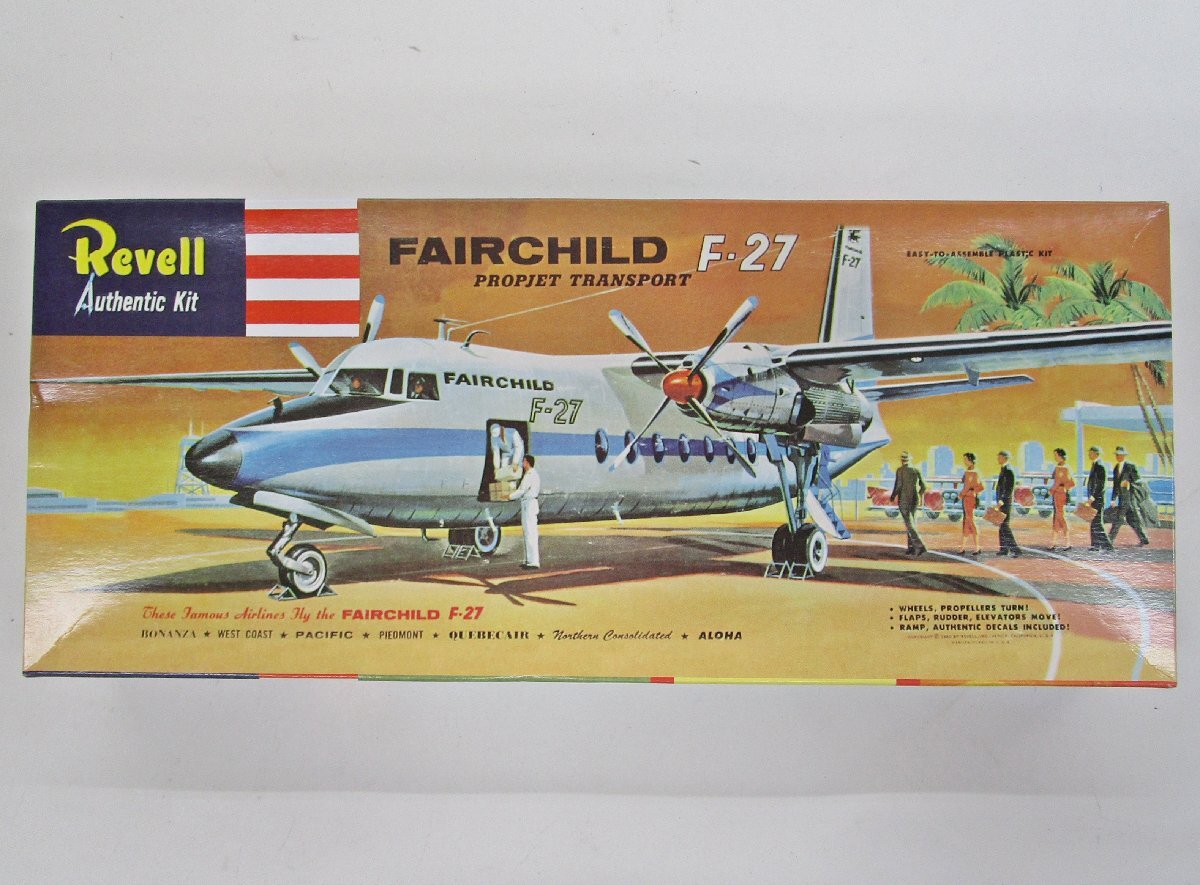 Revell
Authentic Kit
FAIRCHILD F-27
PROPJET TRANSPORT
EASY-TO-ASSEMBLE PLASTIC KIT
F-27
FAIRCHILD
F-27
These Famous Airlines Fly the FAIRCHILD F-27
BONANZA ★ WEST COAST ★ PACIFIC ★ PIEDMONT ★ QUEBECAIR ★ Northern Consolidated ★ ALOHA
• WHEELS, PROPELLERS TURN!
• FLAPS, RUDDER, ELEVATORS MOVE!
• RAMP, AUTHENTIC DECALS INCLUDED!